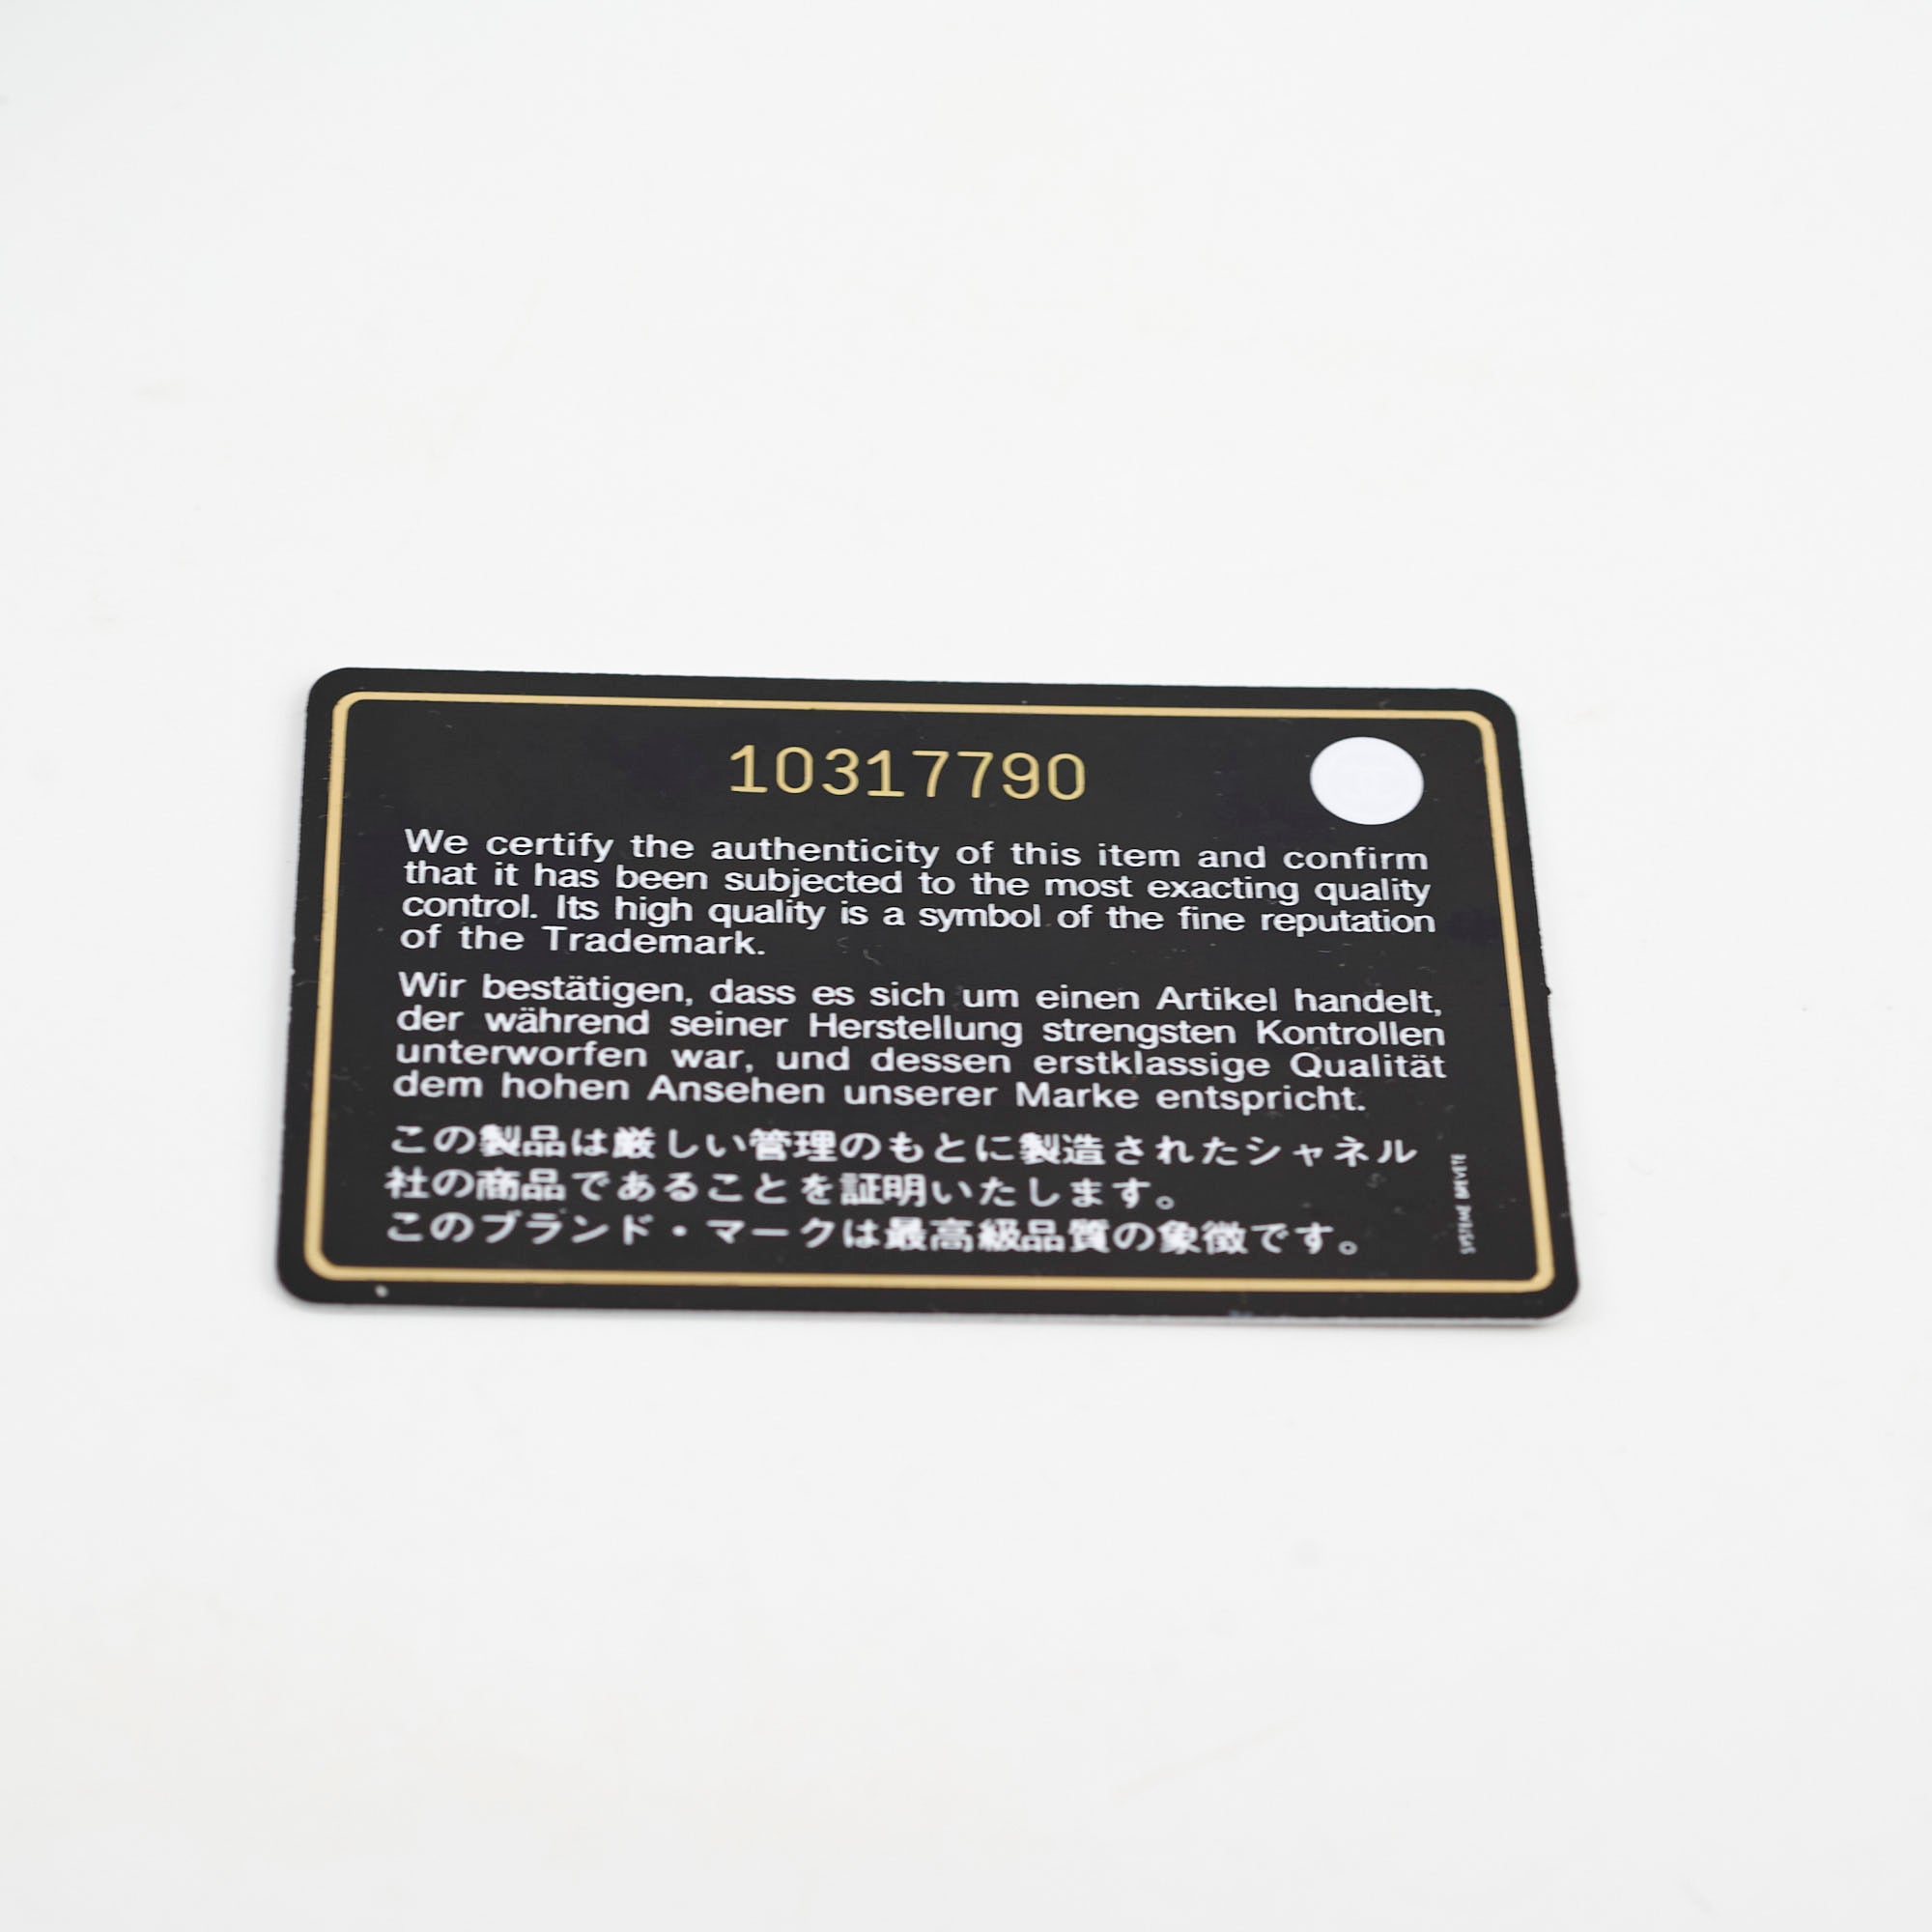 10317790
We certify the authenticity of this item and confirm
that it has been subjected to the most exacting quality
control. Its high quality is a symbol of the fine reputation
of the Trademark.
Wir bestätigen, dass es sich um einen Artikel handelt,
der während seiner Herstellung strengsten Kontrollen
unterworfen war, und dessen erstklassige Qualität
dem hohen Ansehen unserer Marke entspricht.
この製品は厳しい管理のもとに製造されたシャネル
社の商品であることを証明いたします。
このブランド・マークは最高級品質の象徴です。
SYSTEME BREVETE